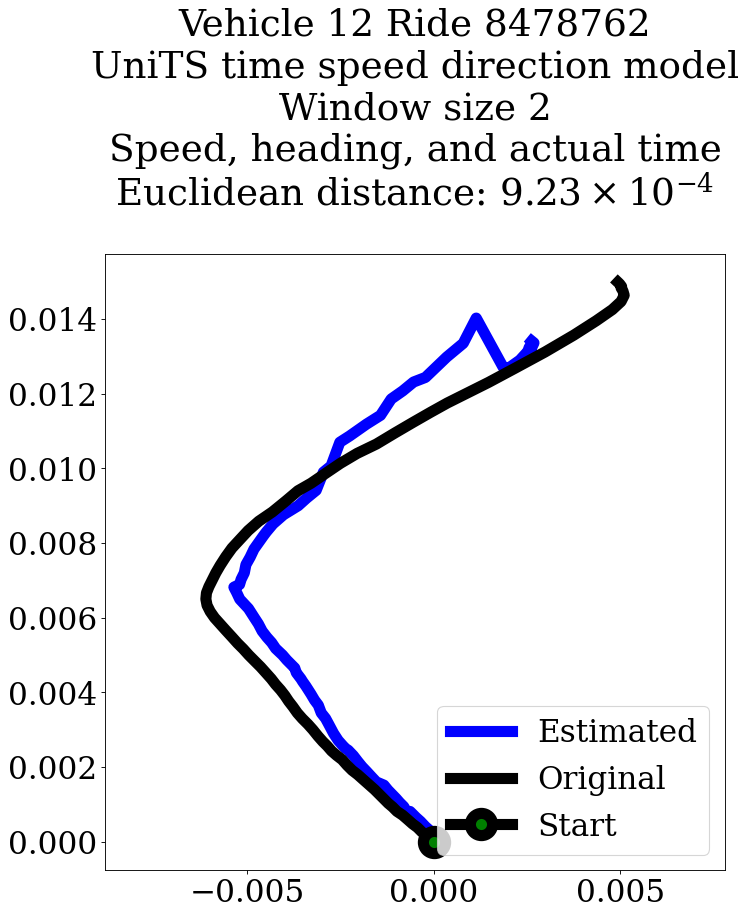 Vehicle 12 Ride 8478762
UniTS time speed direction model
Window size 2
Speed, heading, and actual time
Euclidean distance: 9.23 × 10⁻⁴
0.014
0.012
0.010
0.008
0.006
0.004
0.002
0.000
Estimated
Original
Start
−0.005
0.000
0.005